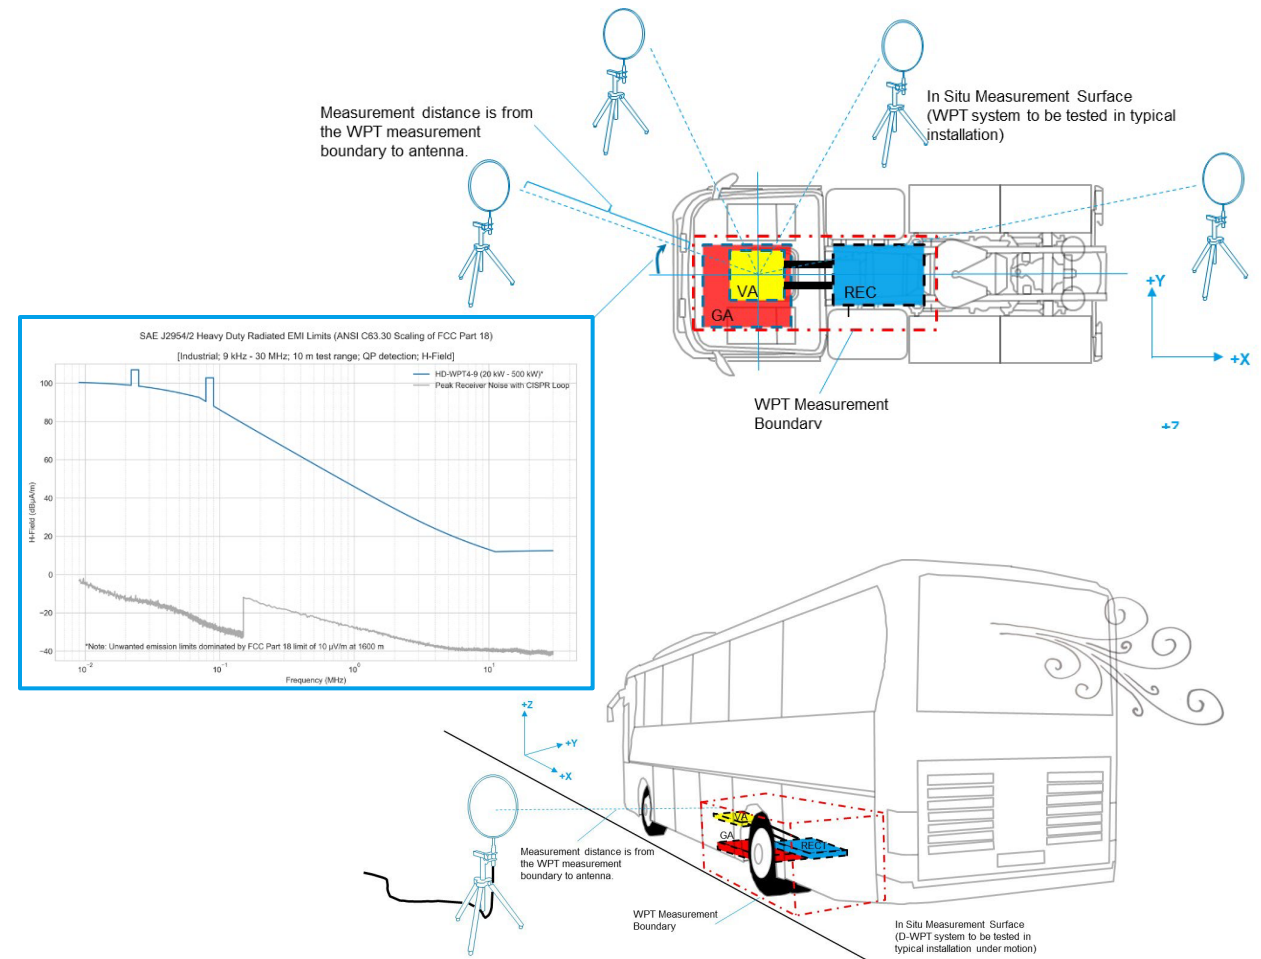 Measurement distance is from
the WPT measurement
boundary to antenna.
In Situ Measurement Surface
(WPT system to be tested in typical
installation)
VA
REC
GA
+Y
+X
WPT Measurement
Boundary
+Z
SAE J2954/2 Heavy Duty Radiated EMI Limits (ANSI C63.30 Scaling of FCC Part 18)
[Industrial; 9 kHz - 30 MHz; 10 m test range; QP detection; H-Field]
HD-WPT4-9 (20 kW - 500 kW)*
Peak Receiver Noise with CISPR Loop
100
80
60
40
20
0
−20
−40
H-Field (dBµA/m)
*Note: Unwanted emission limits dominated by FCC Part 18 limit of 10 µV/m at 1600 m
10⁻² 10⁻¹ 10⁰ 10¹
Frequency (MHz)
+Z
+Y
+X
VA
GA
RECT
Measurement distance is from
the WPT measurement
boundary to antenna.
WPT Measurement
Boundary
In Situ Measurement Surface
(D-WPT system to be tested in
typical installation under motion)